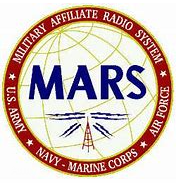 MILITARY AFFILIATE RADIO SYSTEM
MARS
U.S. ARMY ★ NAVY - MARINE CORPS ★ AIR FORCE